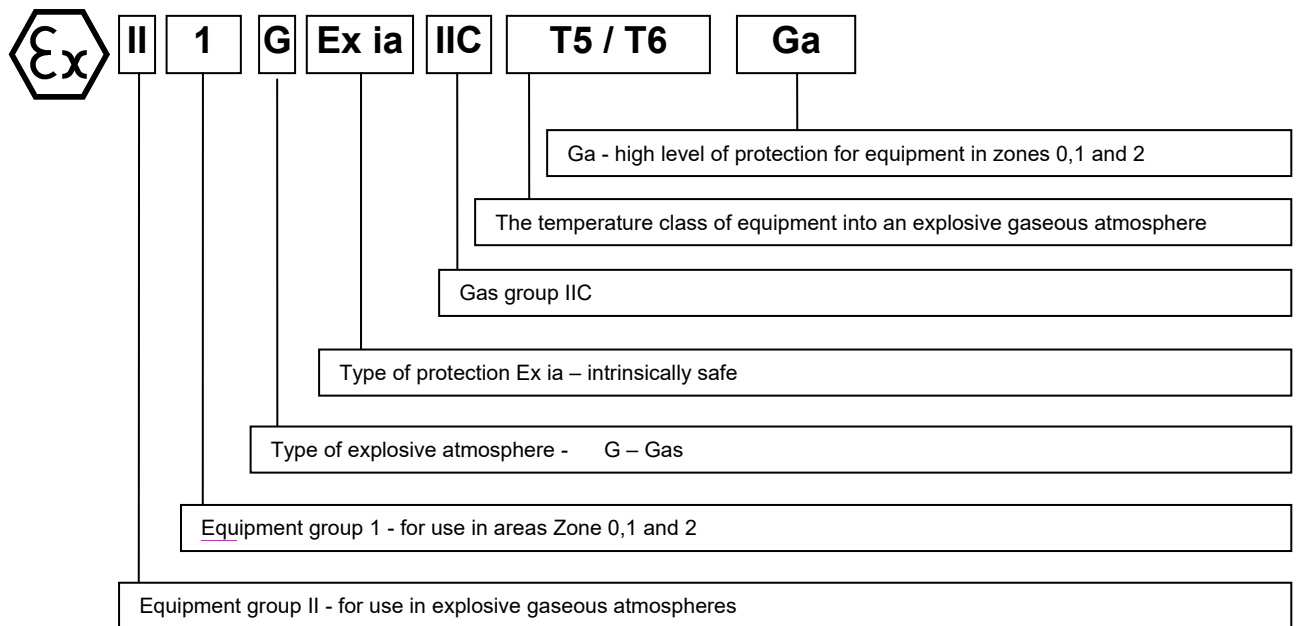 Ex II 1 G Ex ia IIC T5 / T6 Ga
Ga - high level of protection for equipment in zones 0,1 and 2
The temperature class of equipment into an explosive gaseous atmosphere
Gas group IIC
Type of protection Ex ia – intrinsically safe
Type of explosive atmosphere - G – Gas
Equipment group 1 - for use in areas Zone 0,1 and 2
Equipment group II - for use in explosive gaseous atmospheres